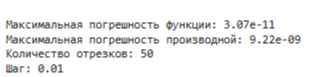 Максимальная погрешность функции: 3.07e-11
Максимальная погрешность производной: 9.22e-09
Количество отрезков: 50
Шаг: 0.01